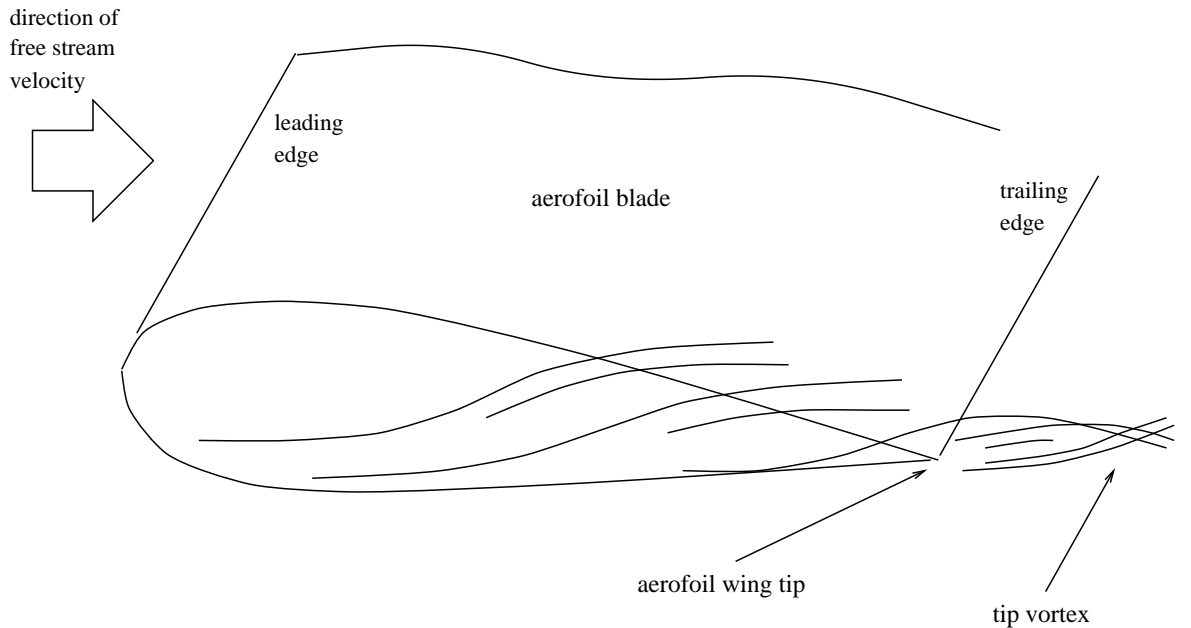 direction of
free stream
velocity
leading
edge
aerofoil blade
trailing
edge
aerofoil wing tip
tip vortex